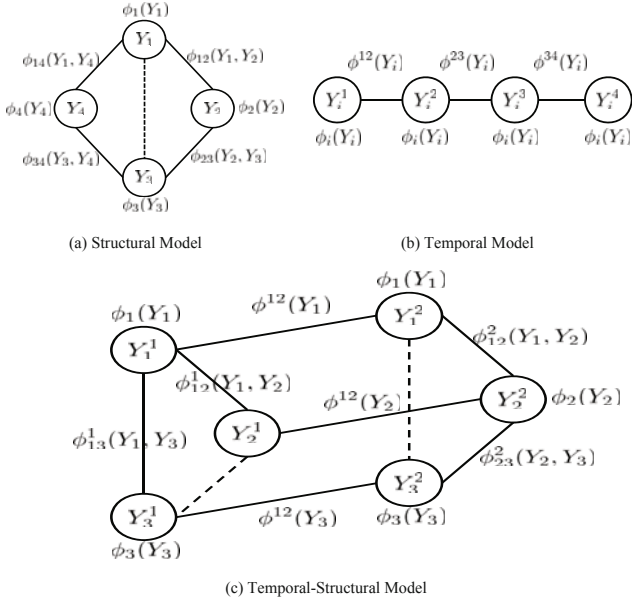 ϕ₁(Y₁)
Y₁
ϕ₁₄(Y₁, Y₄)
ϕ₁₂(Y₁, Y₂)
ϕ₄(Y₄)
Y₄
Y₂
ϕ₂(Y₂)
ϕ₃₄(Y₃, Y₄)
ϕ₂₃(Y₂, Y₃)
Y₃
ϕ₃(Y₃)
(a) Structural Model
ϕ¹²(Yᵢ) ϕ²³(Yᵢ) ϕ³⁴(Yᵢ)
Yᵢ¹ Yᵢ² Yᵢ³ Yᵢ⁴
ϕᵢ(Yᵢ) ϕᵢ(Yᵢ) ϕᵢ(Yᵢ) ϕᵢ(Yᵢ)
(b) Temporal Model
ϕ₁(Y₁)
ϕ¹²(Y₁)
ϕ₁(Y₁)
Y₁¹
Y₁²
ϕ₁₂¹(Y₁, Y₂)
ϕ₁₂²(Y₁, Y₂)
ϕ¹²(Y₂)
Y₂²
ϕ₂(Y₂)
ϕ₁₃¹(Y₁, Y₃)
Y₂¹
ϕ₂₃²(Y₂, Y₃)
Y₃¹
Y₃²
ϕ¹²(Y₃)
ϕ₃(Y₃)
ϕ₃(Y₃)
(c) Temporal-Structural Model